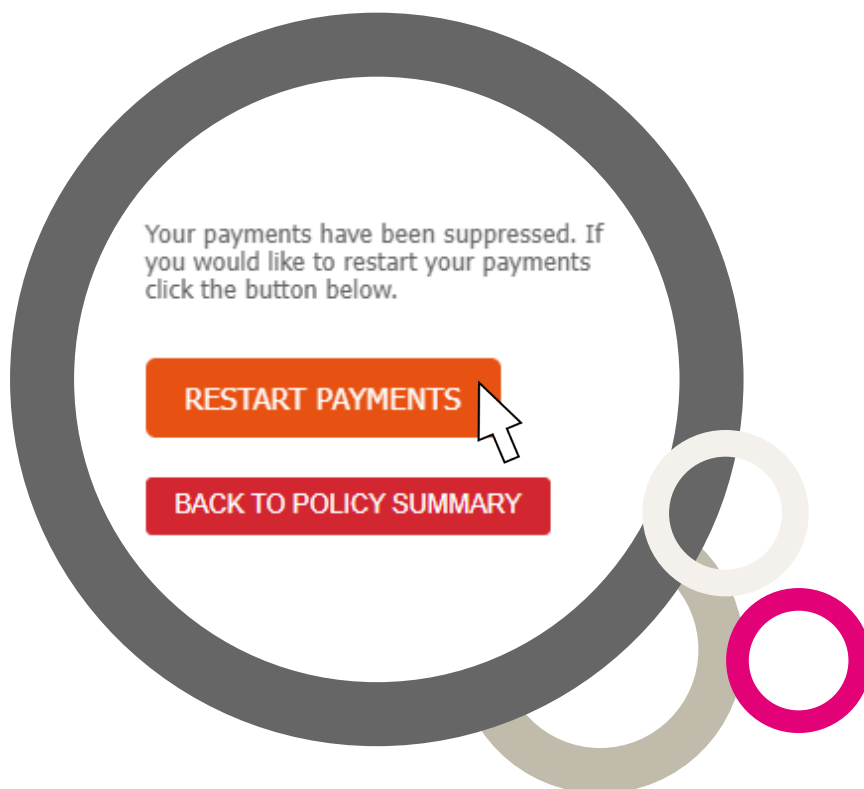 Your payments have been suppressed. If
you would like to restart your payments
click the button below.
RESTART PAYMENTS
BACK TO POLICY SUMMARY